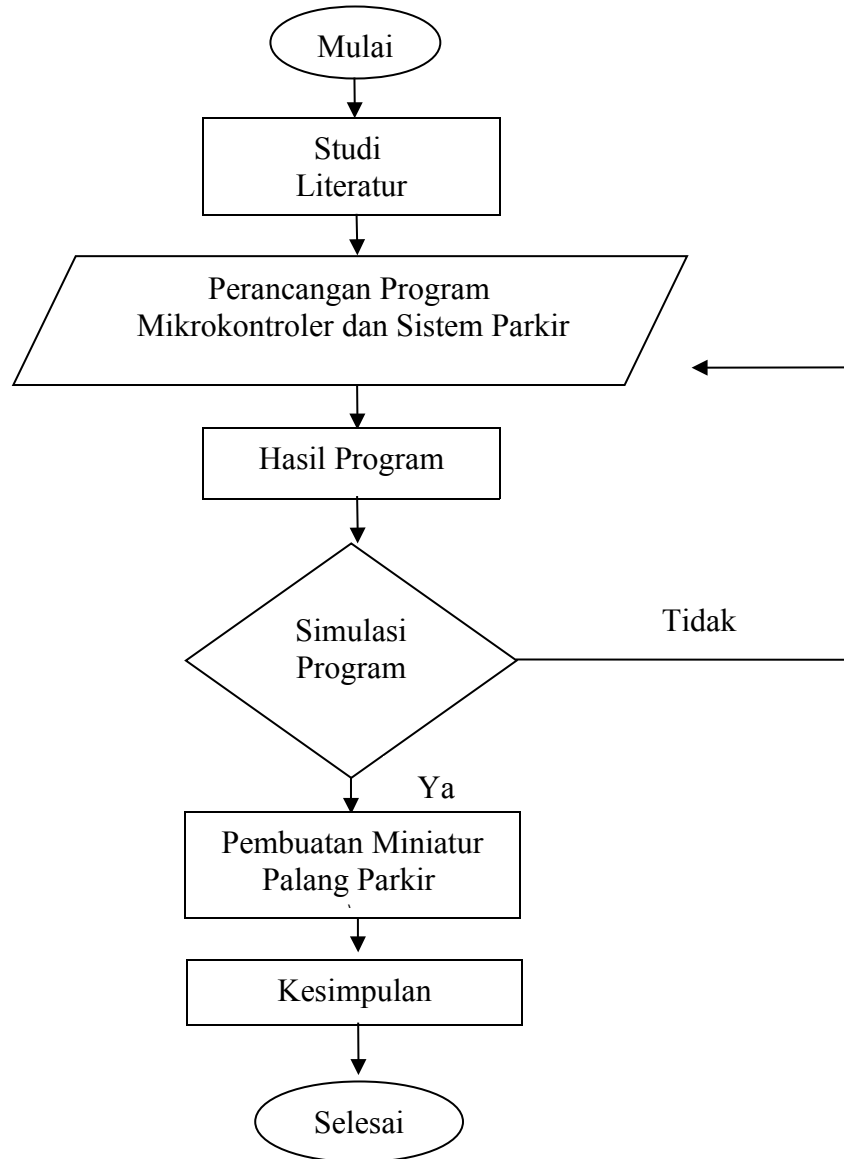 Mulai
Studi
Literatur
Perancangan Program
Mikrokontroler dan Sistem Parkir
Hasil Program
Simulasi
Program
Tidak
Ya
Pembuatan Miniatur
Palang Parkir
Kesimpulan
Selesai